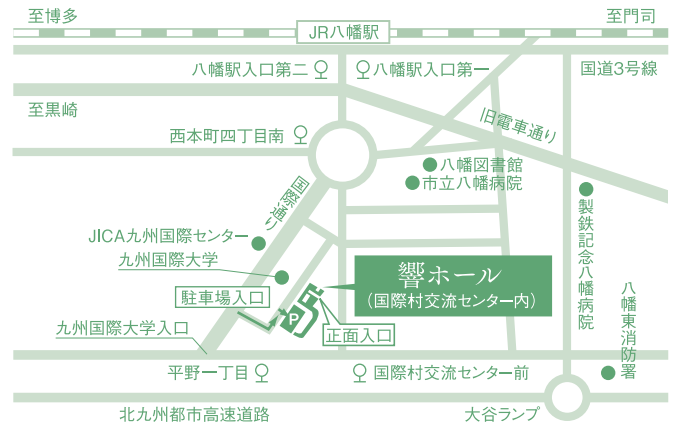 至博多
JR八幡駅
至門司
八幡駅入口第二
八幡駅入口第一
国道3号線
至黒崎
旧電車通り
西本町四丁目南
八幡図書館
市立八幡病院
国際通り
製鉄記念八幡病院
JICA九州国際センター
九州国際大学
響ホール
(国際村交流センター内)
駐車場入口
P
正面入口
九州国際大学入口
八幡東消防署
平野一丁目
国際村交流センター前
北九州都市高速道路
大谷ランプ